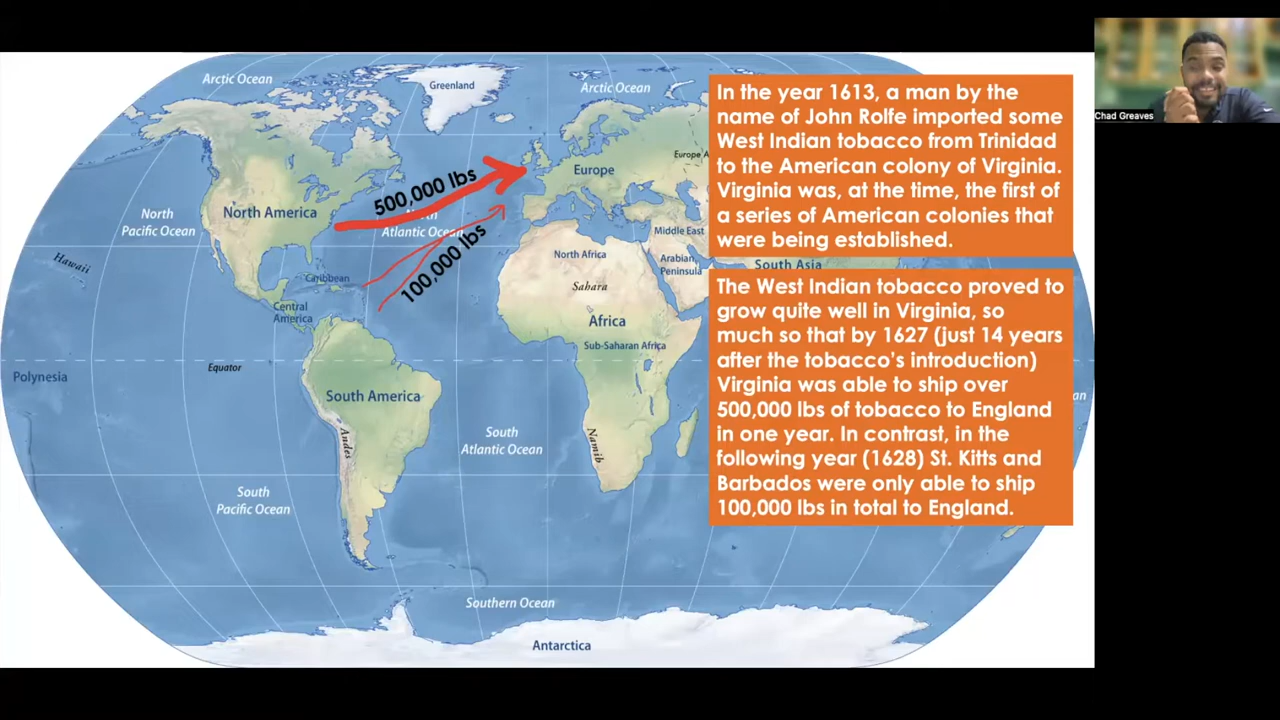 Arctic Ocean
Greenland
Arctic Ocean
Europe
North America
North
Pacific Ocean
North
Atlantic Ocean
500,000 lbs
100,000 lbs
Hawaii
Caribbean
Central
America
Middle East
Arabian
Peninsula
South Asia
North Africa
Sahara
Africa
Sub-Saharan Africa
Equator
Polynesia
South America
Andes
Namib
South
Atlantic Ocean
South
Pacific Ocean
Southern Ocean
Antarctica
In the year 1613, a man by the
name of John Rolfe imported some
West Indian tobacco from Trinidad
to the American colony of Virginia.
Virginia was, at the time, the first of
a series of American colonies that
were being established.
The West Indian tobacco proved to
grow quite well in Virginia, so
much so that by 1627 (just 14 years
after the tobacco’s introduction)
Virginia was able to ship over
500,000 lbs of tobacco to England
in one year. In contrast, in the
following year (1628) St. Kitts and
Barbados were only able to ship
100,000 lbs in total to England.
Chad Greaves